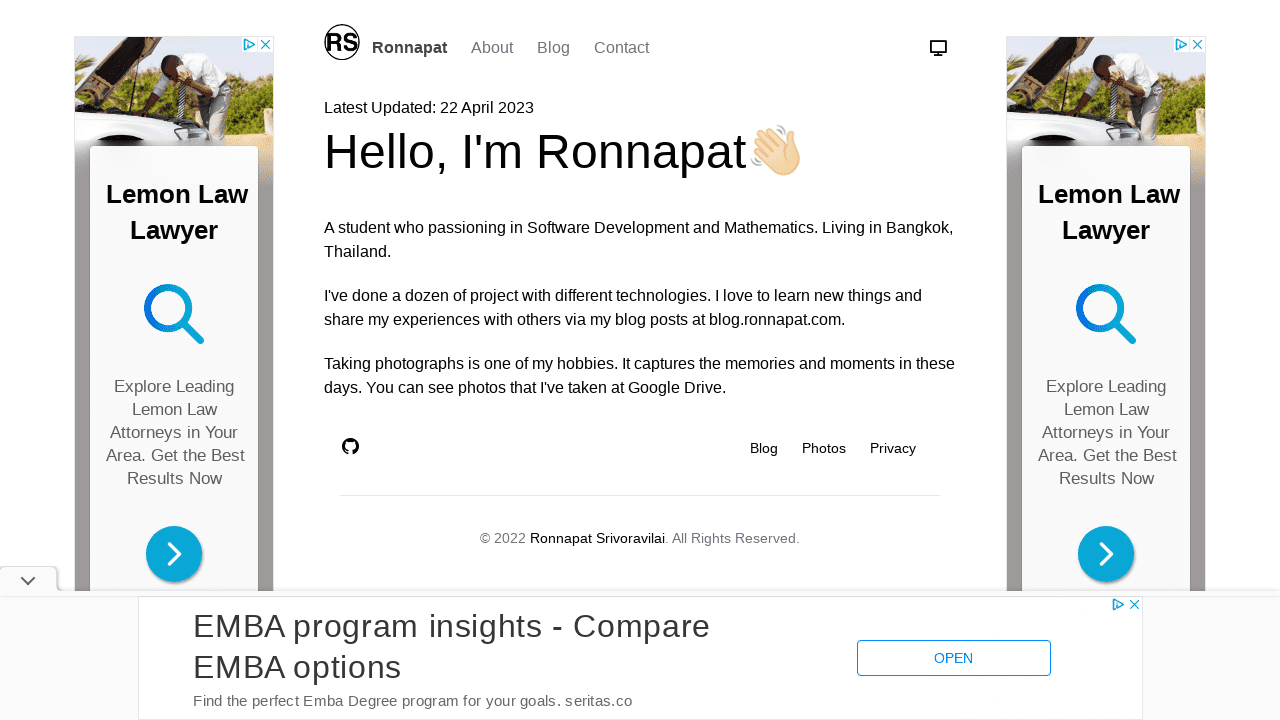 RS Ronnapat About Blog Contact
Latest Updated: 22 April 2023
Hello, I'm Ronnapat
A student who passioning in Software Development and Mathematics. Living in Bangkok,
Thailand.
I've done a dozen of project with different technologies. I love to learn new things and
share my experiences with others via my blog posts at blog.ronnapat.com.
Taking photographs is one of my hobbies. It captures the memories and moments in these
days. You can see photos that I've taken at Google Drive.
Blog Photos Privacy
© 2022 Ronnapat Srivoravilai. All Rights Reserved.
Lemon Law
Lawyer
Explore Leading
Lemon Law
Attorneys in Your
Area. Get the Best
Results Now
Lemon Law
Lawyer
Explore Leading
Lemon Law
Attorneys in Your
Area. Get the Best
Results Now
EMBA program insights - Compare
EMBA options
Find the perfect Emba Degree program for your goals. seritas.co
OPEN